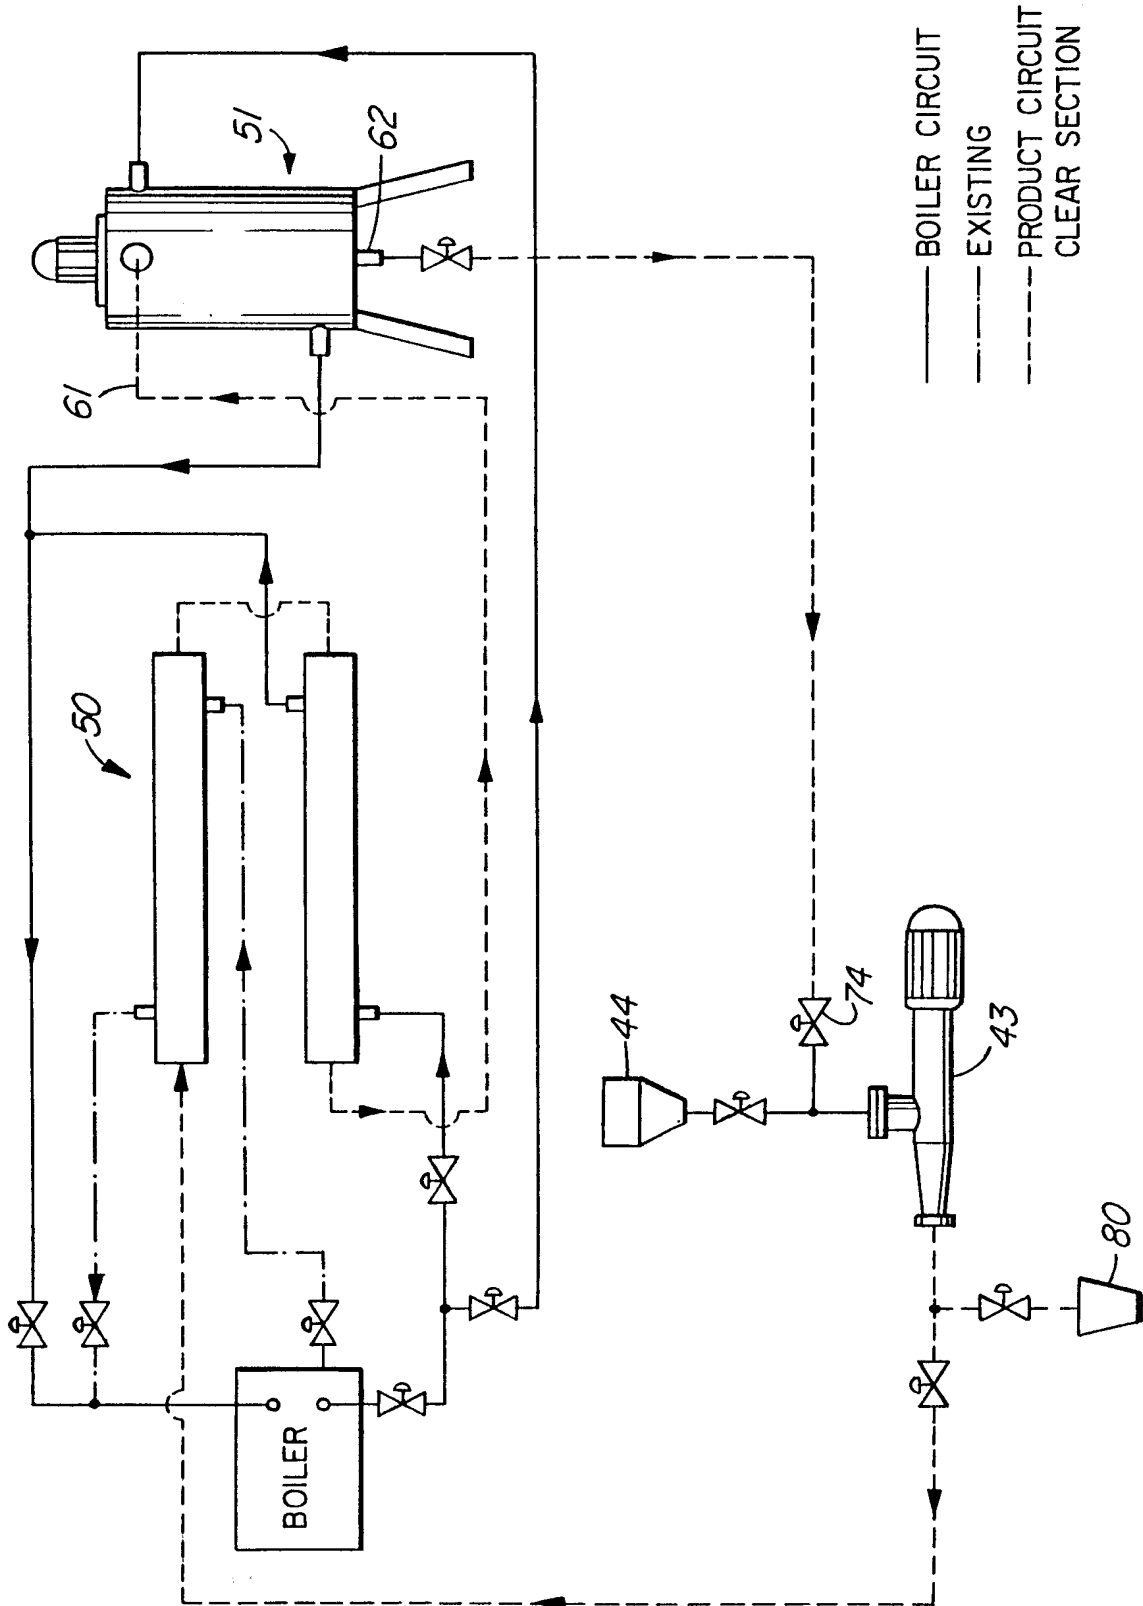 51
62
61
50
BOILER
44
74
43
80
BOILER CIRCUIT
EXISTING
PRODUCT CIRCUIT
CLEAR SECTION